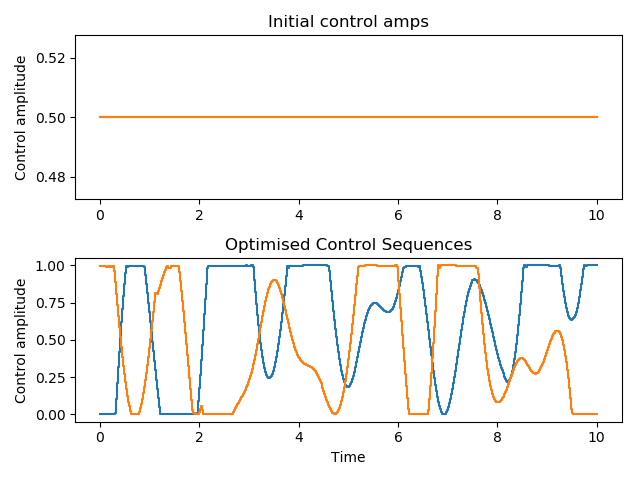 Initial control amps
Control amplitude
0.52
0.50
0.48
0 2 4 6 8 10
Optimised Control Sequences
Control amplitude
1.00
0.75
0.50
0.25
0.00
0 2 4 6 8 10
Time